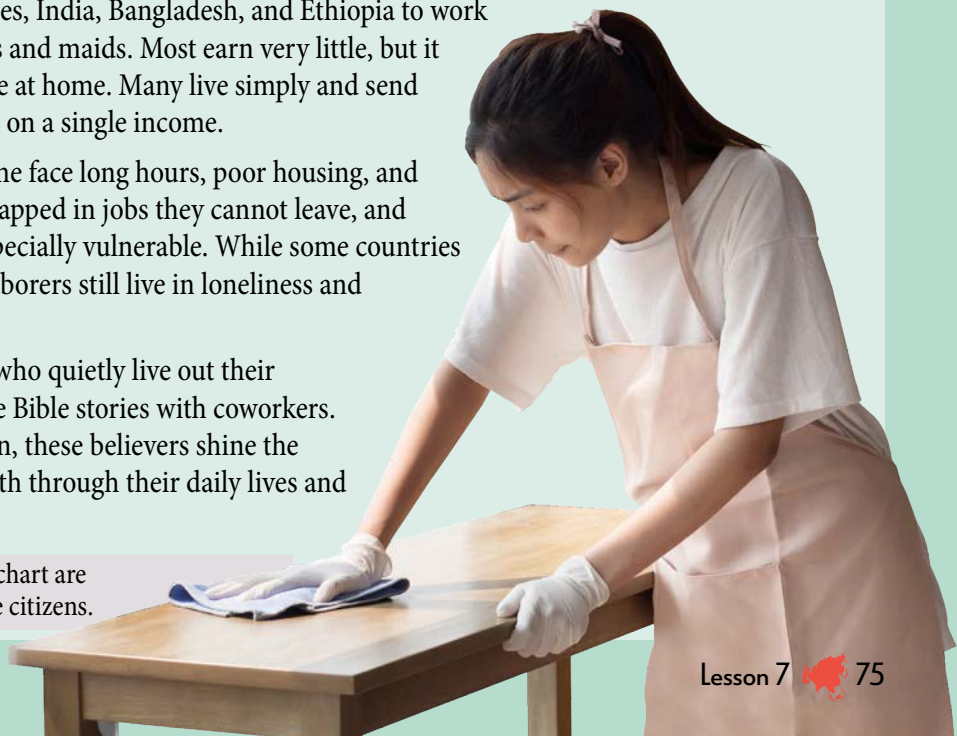 es, India, Bangladesh, and Ethiopia to work
s and maids. Most earn very little, but it
e at home. Many live simply and send
on a single income.
ne face long hours, poor housing, and
apped in jobs they cannot leave, and
pecially vulnerable. While some countries
borers still live in loneliness and
who quietly live out their
e Bible stories with coworkers.
n, these believers shine the
th through their daily lives and
chart are
e citizens.
Lesson 7 75